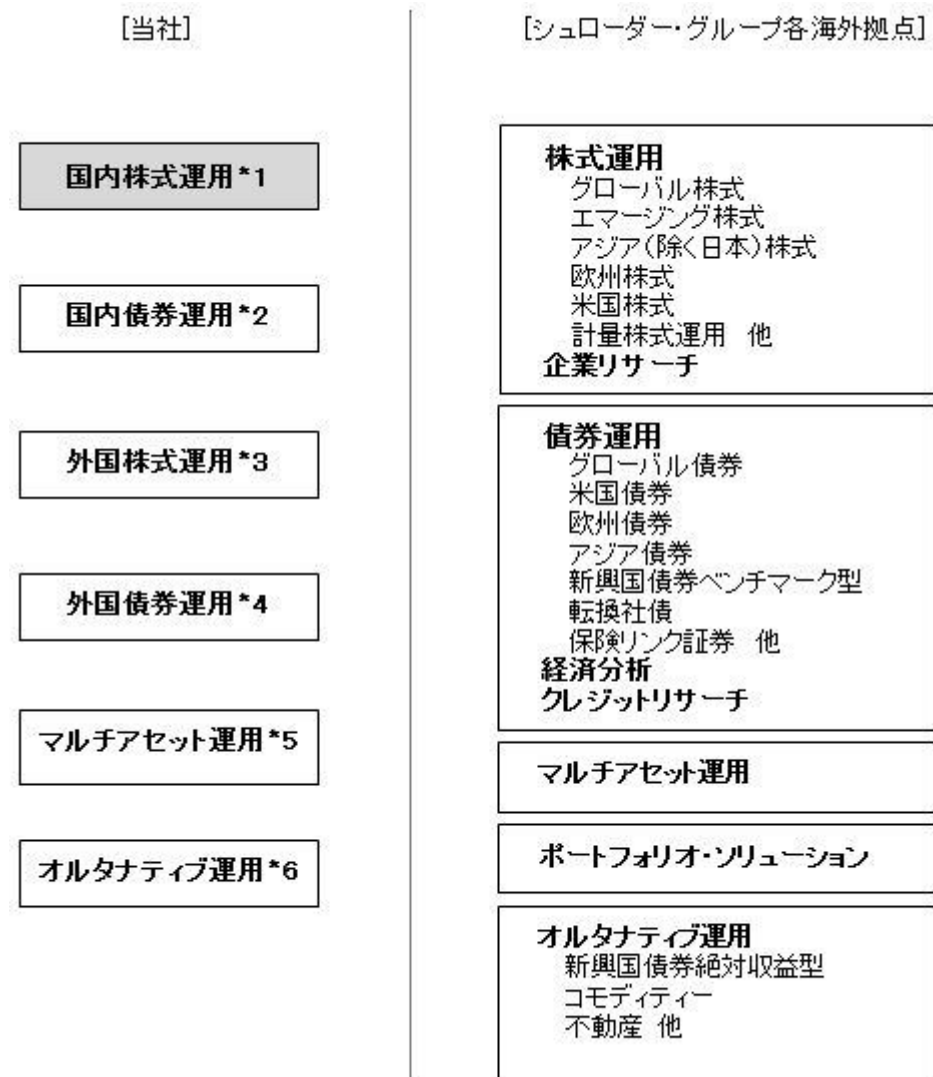 [当社]
国内株式運用*1
国内債券運用*2
外国株式運用*3
外国債券運用*4
マルチアセット運用*5
オルタナティブ運用*6
[シュローダー・グループ各海外拠点]
株式運用
グローバル株式
エマージング株式
アジア(除く日本)株式
欧州株式
米国株式
計量株式運用 他
企業リサーチ
債券運用
グローバル債券
米国債券
欧州債券
アジア債券
新興国債券ベンチマーク型
転換社債
保険リンク証券 他
経済分析
クレジットリサーチ
マルチアセット運用
ポートフォリオ・ソリューション
オルタナティブ運用
新興国債券絶対収益型
コモディティー
不動産 他